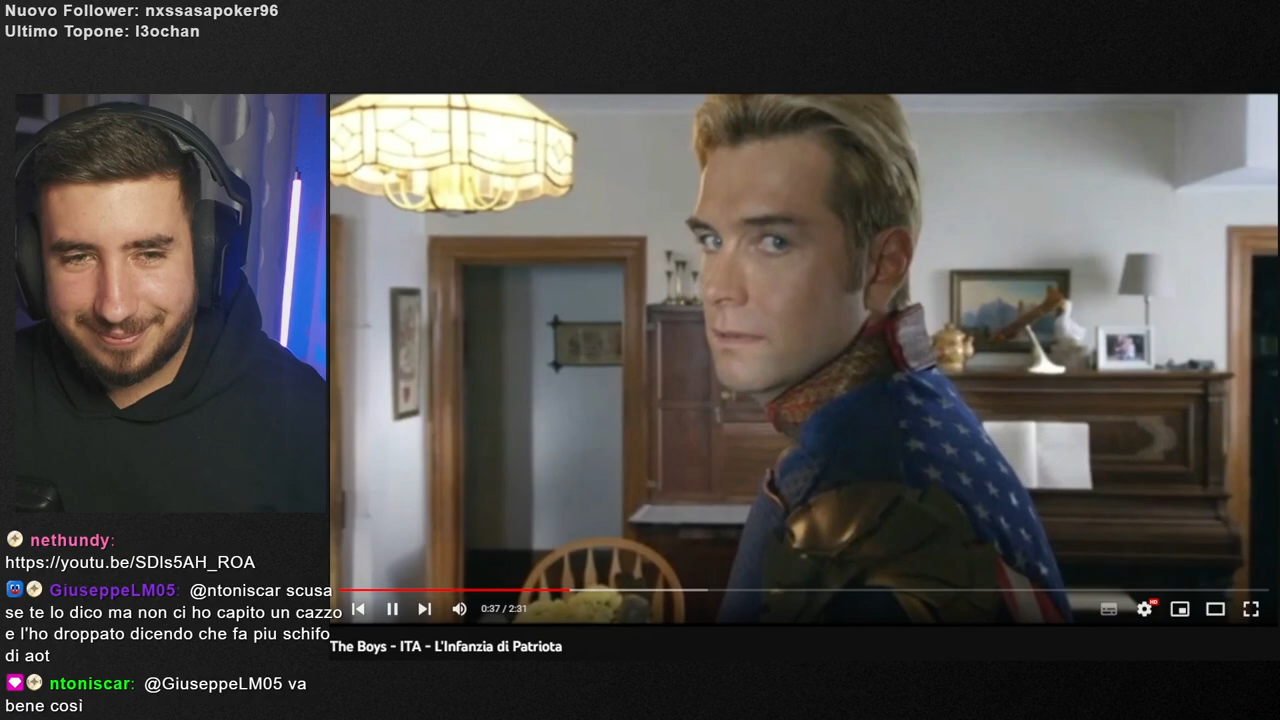 Nuovo Follower: nxssasapoker96
Ultimo Topone: l3ochan
nethundy:
https://youtu.be/SDIs5AH_ROA
GiuseppeLM05: @ntoniscar scusa
se te lo dico ma non ci ho capito un cazzo
e l'ho droppato dicendo che fa piu schifo
di aot
ntoniscar: @GiuseppeLM05 va
bene cosi
0:37 / 2:31
HD
The Boys - ITA - L'Infanzia di Patriota